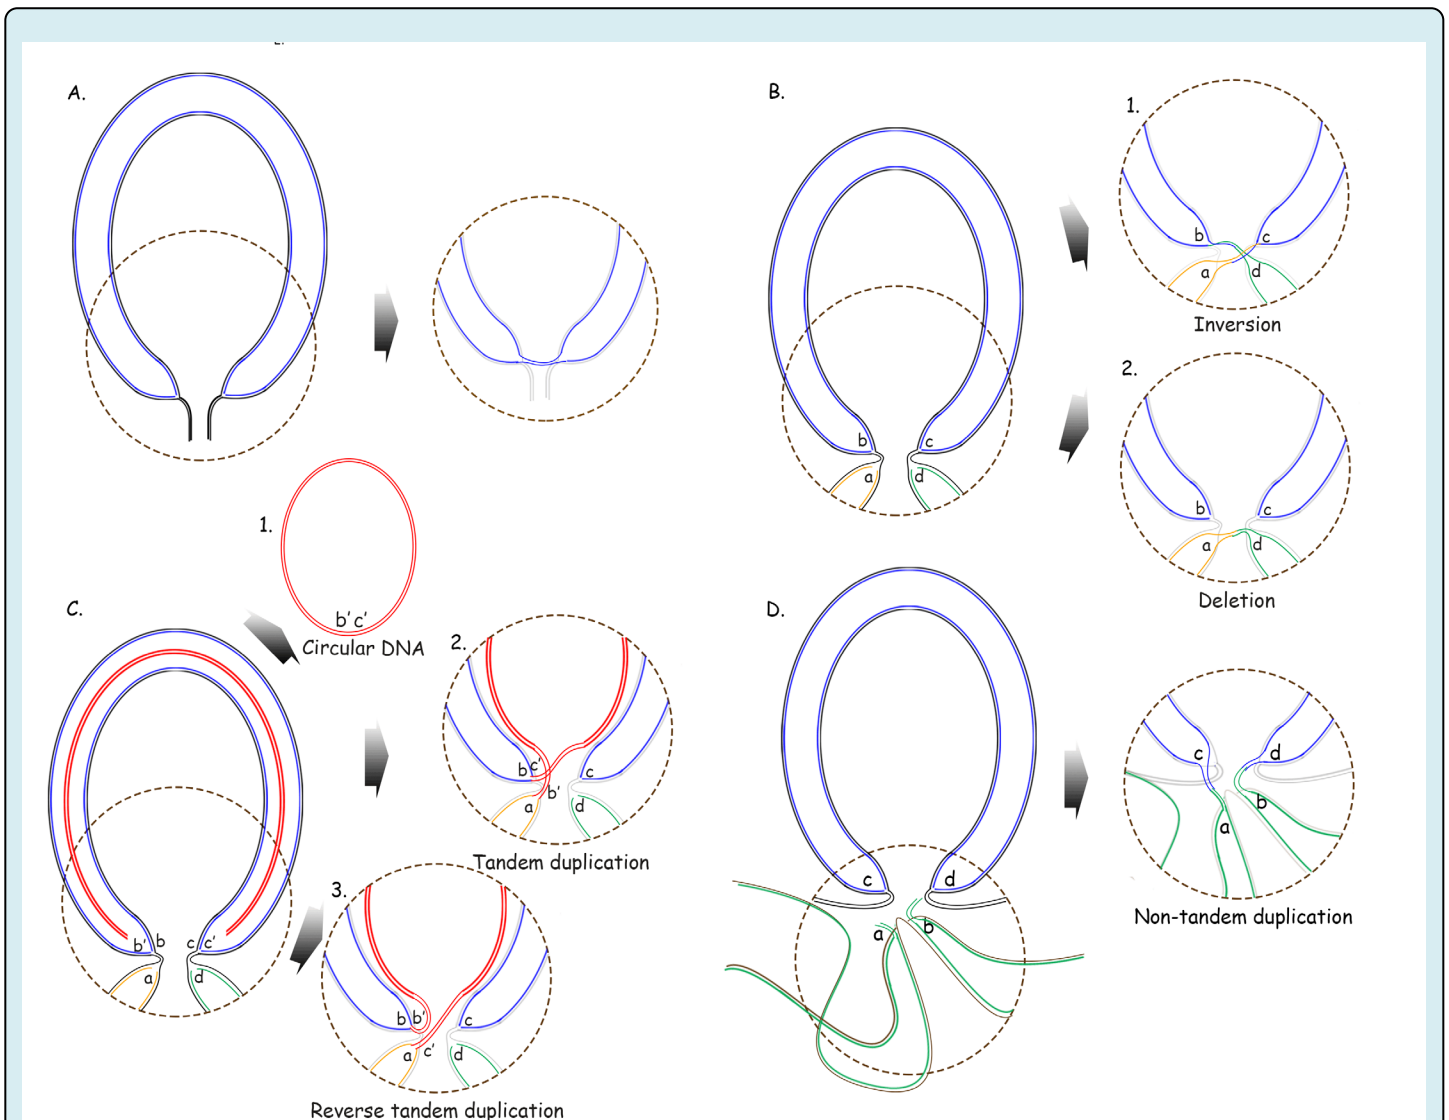 A.
B.
1.
b
c
a
d
Inversion
2.
b
c
a
d
Deletion
b
c
a
d
1.
b' c'
Circular DNA
C.
2.
b
c'
c
b'
a
d
Tandem duplication
b'
b
c
c'
a
d
3.
b
b'
c
a
c'
d
Reverse tandem duplication
D.
c
d
a
b
c
d
b
a
Non-tandem duplication